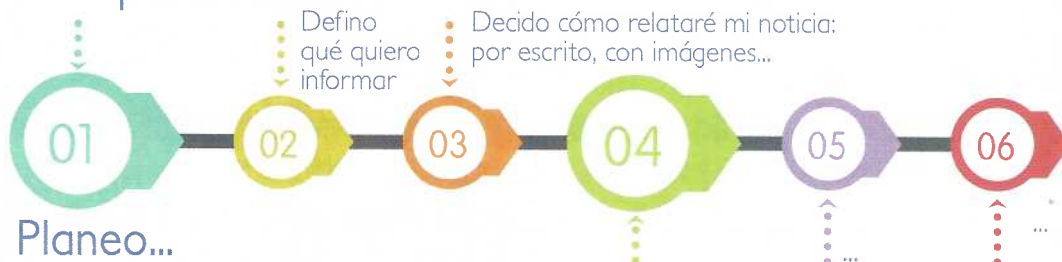 Defino
qué quiero
informar
Decido cómo relataré mi noticia:
por escrito, con imágenes...
01
02
03
04
05
06
Planeo...
...
...